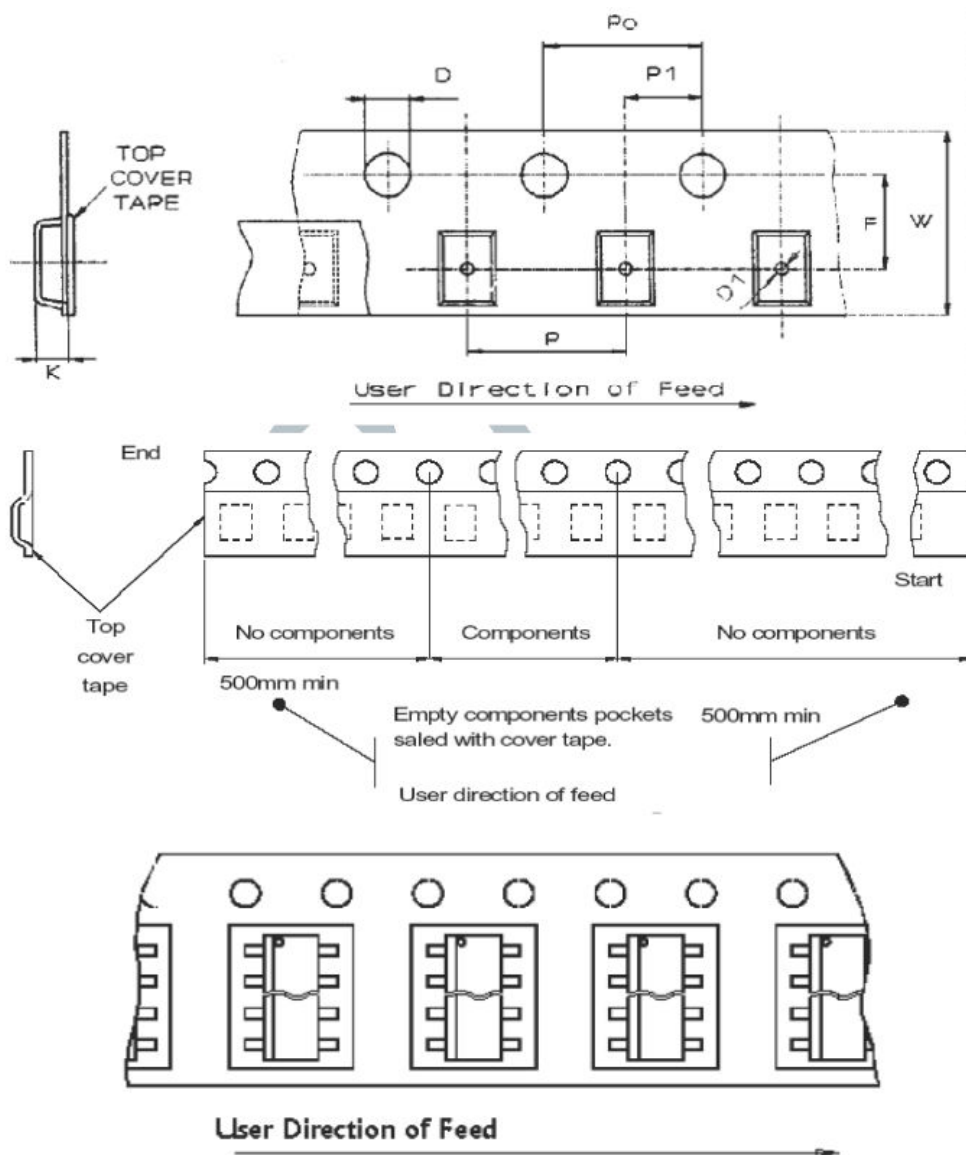 Po
D
P1
TOP
COVER
TAPE
F
W
D1
P
K
User Direction of Feed
End
Start
Top
cover
tape
No components
Components
No components
500mm min
Empty components pockets
saled with cover tape.
500mm min
User direction of feed
User Direction of Feed